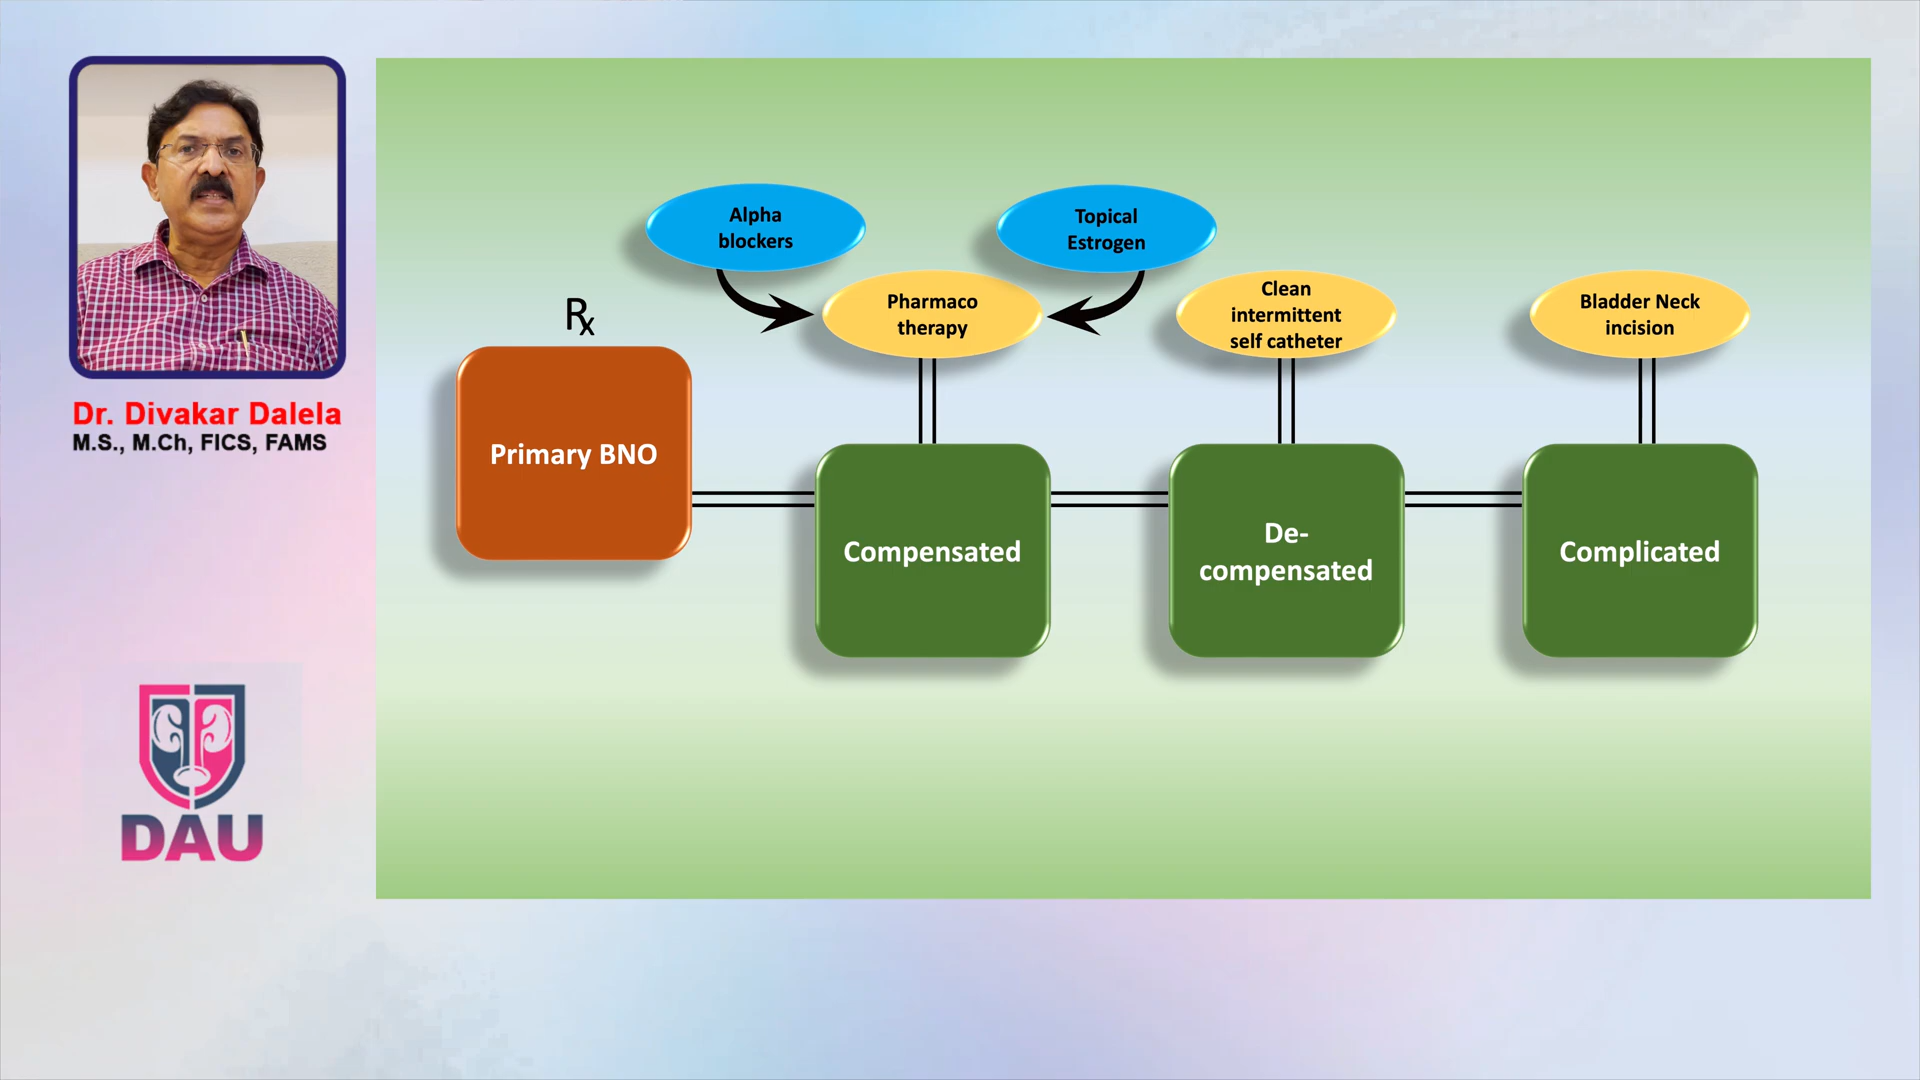 Dr. Divakar Dalela
M.S., M.Ch, FICS, FAMS
DAU
Alpha
blockers
Topical
Estrogen
Rx
Pharmaco
therapy
Clean
intermittent
self catheter
Bladder Neck
incision
Primary BNO
Compensated
De-
compensated
Complicated